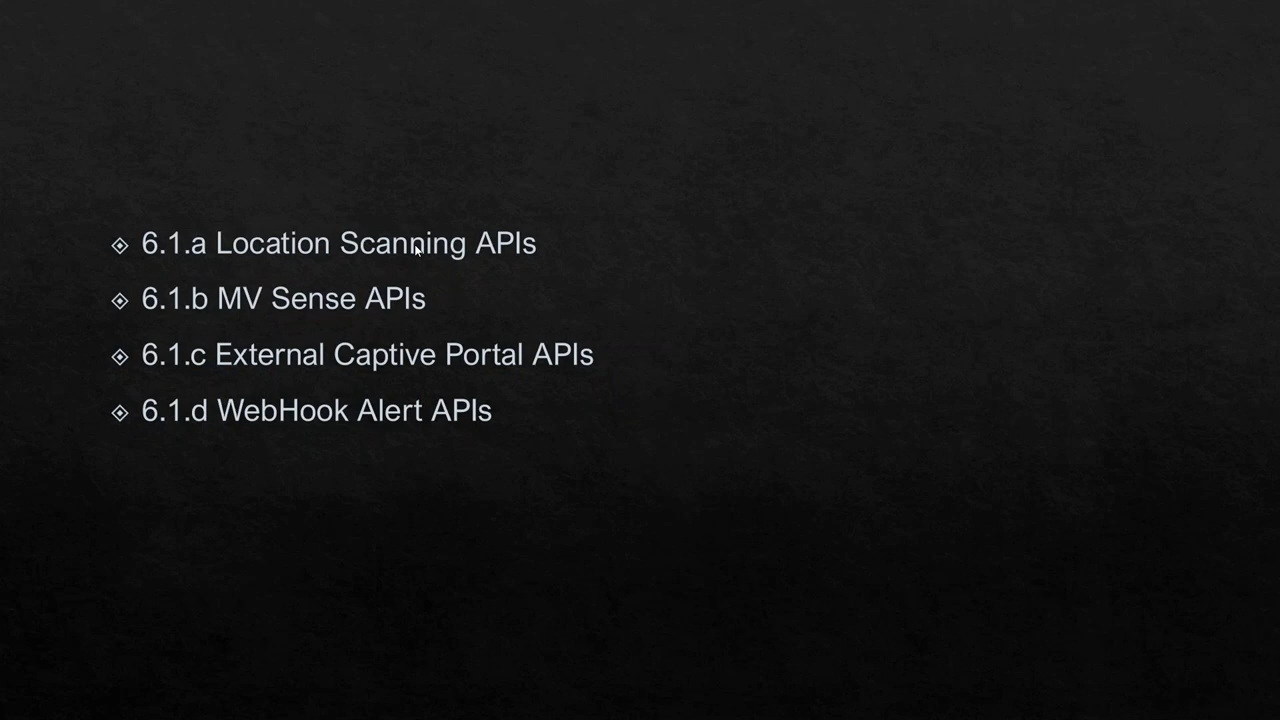 6.1.a Location Scanning APIs
6.1.b MV Sense APIs
6.1.c External Captive Portal APIs
6.1.d WebHook Alert APIs